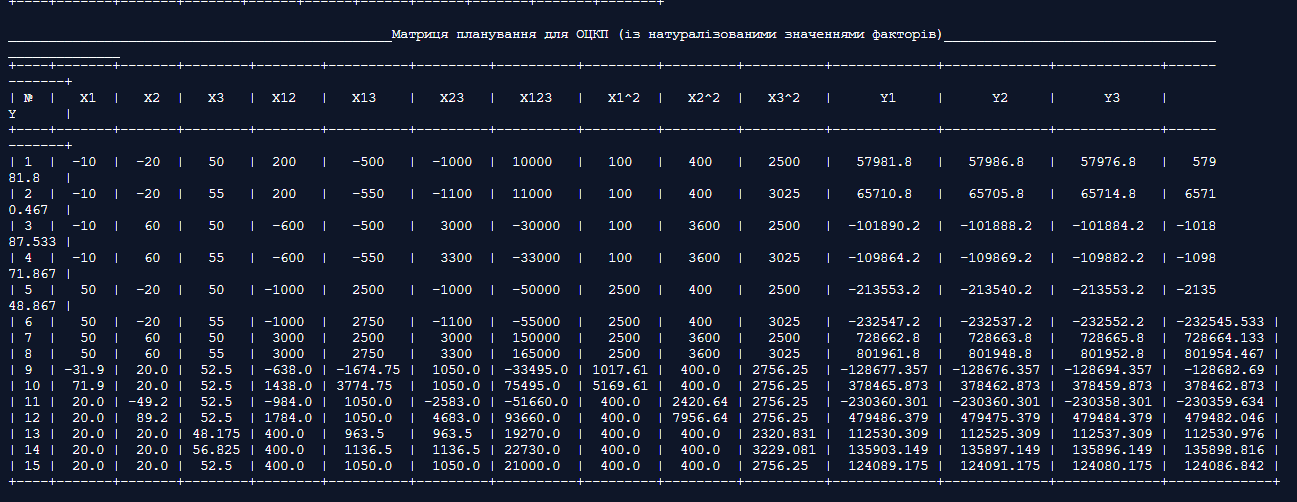 +----+-------+-------+-------+--------+---------+---------+---------+-------+---------+
________________________________________________Матриця планування для ОЦКП (із натуралізованими значеннями факторів)__________________________________
______________
+----+-------+-------+--------+--------+----------+---------+----------+---------+---------+----------+-------------+-------------+-------------+------
-------+
| № | X1 | X2 | X3 | X12 | X13 | X23 | X123 | X1^2 | X2^2 | X3^2 | Y1 | Y2 | Y3 |
Y |
+----+-------+-------+--------+--------+----------+---------+----------+---------+---------+----------+-------------+-------------+-------------+------
-------+
| 1 | -10 | -20 | 50 | 200 | -500 | -1000 | 10000 | 100 | 400 | 2500 | 57981.8 | 57986.8 | 57976.8 | 579
81.8 |
| 2 | -10 | -20 | 55 | 200 | -550 | -1100 | 11000 | 100 | 400 | 3025 | 65710.8 | 65705.8 | 65714.8 | 6571
0.467 |
| 3 | -10 | 60 | 50 | -600 | -500 | 3000 | -30000 | 100 | 3600 | 2500 | -101890.2 | -101888.2 | -101884.2 | -1018
87.533 |
| 4 | -10 | 60 | 55 | -600 | -550 | 3300 | -33000 | 100 | 3600 | 3025 | -109864.2 | -109869.2 | -109882.2 | -1098
71.867 |
| 5 | 50 | -20 | 50 | -1000 | 2500 | -1000 | -50000 | 2500 | 400 | 2500 | -213553.2 | -213540.2 | -213553.2 | -2135
48.867 |
| 6 | 50 | -20 | 55 | -1000 | 2750 | -1100 | -55000 | 2500 | 400 | 3025 | -232547.2 | -232537.2 | -232552.2 | -232545.533 |
| 7 | 50 | 60 | 50 | 3000 | 2500 | 3000 | 150000 | 2500 | 3600 | 2500 | 728662.8 | 728663.8 | 728665.8 | 728664.133 |
| 8 | 50 | 60 | 55 | 3000 | 2750 | 3300 | 165000 | 2500 | 3600 | 3025 | 801961.8 | 801948.8 | 801952.8 | 801954.467 |
| 9 | -31.9 | 20.0 | 52.5 | -638.0 | -1674.75 | 1050.0 | -33495.0 | 1017.61 | 400.0 | 2756.25 | -128677.357 | -128676.357 | -128694.357 | -128682.69 |
| 10 | 71.9 | 20.0 | 52.5 | 1438.0 | 3774.75 | 1050.0 | 75495.0 | 5169.61 | 400.0 | 2756.25 | 378465.873 | 378462.873 | 378459.873 | 378462.873 |
| 11 | 20.0 | -49.2 | 52.5 | -984.0 | 1050.0 | -2583.0 | -51660.0 | 400.0 | 2420.64 | 2756.25 | -230360.301 | -230360.301 | -230358.301 | -230359.634 |
| 12 | 20.0 | 89.2 | 52.5 | 1784.0 | 1050.0 | 4683.0 | 93660.0 | 400.0 | 7956.64 | 2756.25 | 479486.379 | 479475.379 | 479484.379 | 479482.046 |
| 13 | 20.0 | 20.0 | 48.175 | 400.0 | 963.5 | 963.5 | 19270.0 | 400.0 | 400.0 | 2320.831 | 112530.309 | 112525.309 | 112537.309 | 112530.976 |
| 14 | 20.0 | 20.0 | 56.825 | 400.0 | 1136.5 | 1136.5 | 22730.0 | 400.0 | 400.0 | 3229.081 | 135903.149 | 135897.149 | 135896.149 | 135898.816 |
| 15 | 20.0 | 20.0 | 52.5 | 400.0 | 1050.0 | 1050.0 | 21000.0 | 400.0 | 400.0 | 2756.25 | 124089.175 | 124091.175 | 124080.175 | 124086.842 |
+----+-------+-------+--------+--------+----------+---------+----------+---------+---------+----------+-------------+-------------+-------------+-------------+